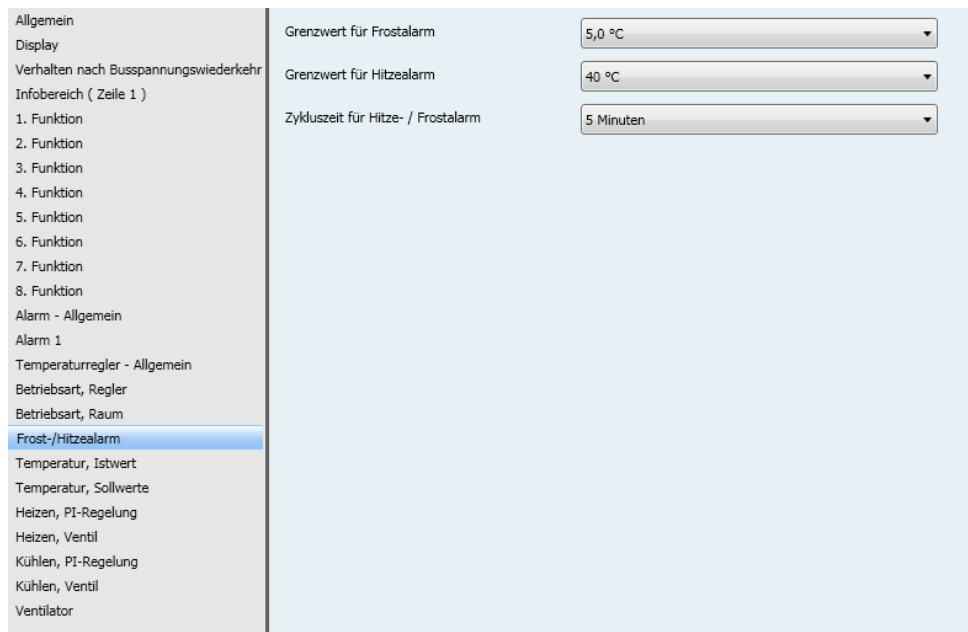 Allgemein
Display
Verhalten nach Busspannungswiederkehr
Infobereich ( Zeile 1 )
1. Funktion
2. Funktion
3. Funktion
4. Funktion
5. Funktion
6. Funktion
7. Funktion
8. Funktion
Alarm - Allgemein
Alarm 1
Temperaturregler - Allgemein
Betriebsart, Regler
Betriebsart, Raum
Frost-/Hitzealarm
Temperatur, Istwert
Temperatur, Sollwerte
Heizen, PI-Regelung
Heizen, Ventil
Kühlen, PI-Regelung
Kühlen, Ventil
Ventilator
Grenzwert für Frostalarm 5,0 °C
Grenzwert für Hitzealarm 40 °C
Zykluszeit für Hitze- / Frostalarm 5 Minuten